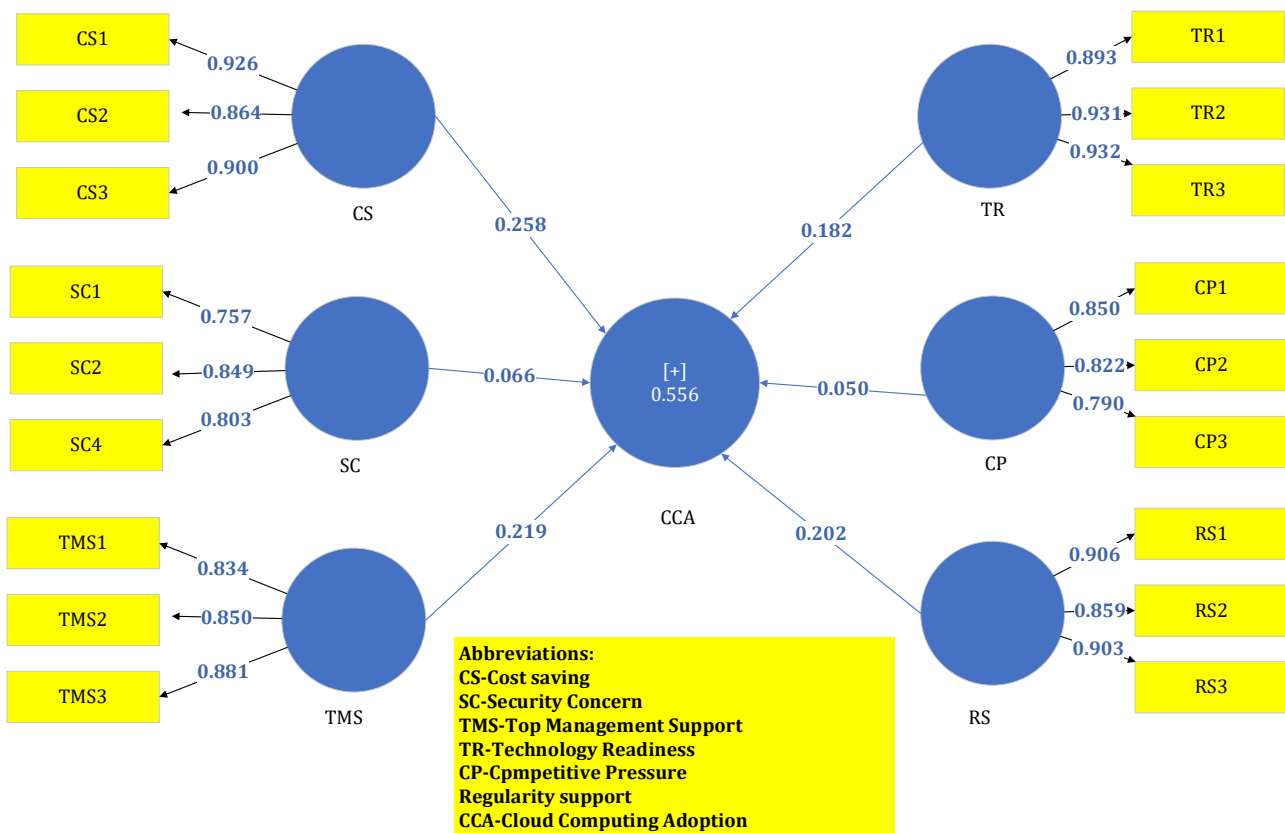 CS1
0.926
CS2
0.864
CS3
0.900
CS
0.258
TR1
0.893
TR2
0.931
TR3
0.932
TR
0.182
SC1
0.757
SC2
0.849
SC4
0.803
SC
0.066
[+]
0.556
CCA
CP1
0.850
CP2
0.822
CP3
0.790
CP
0.050
TMS1
0.834
TMS2
0.850
TMS3
0.881
TMS
0.219
RS1
0.906
RS2
0.859
RS3
0.903
RS
0.202
Abbreviations:
CS-Cost saving
SC-Security Concern
TMS-Top Management Support
TR-Technology Readiness
CP-Cpmpetitive Pressure
Regularity support
CCA-Cloud Computing Adoption